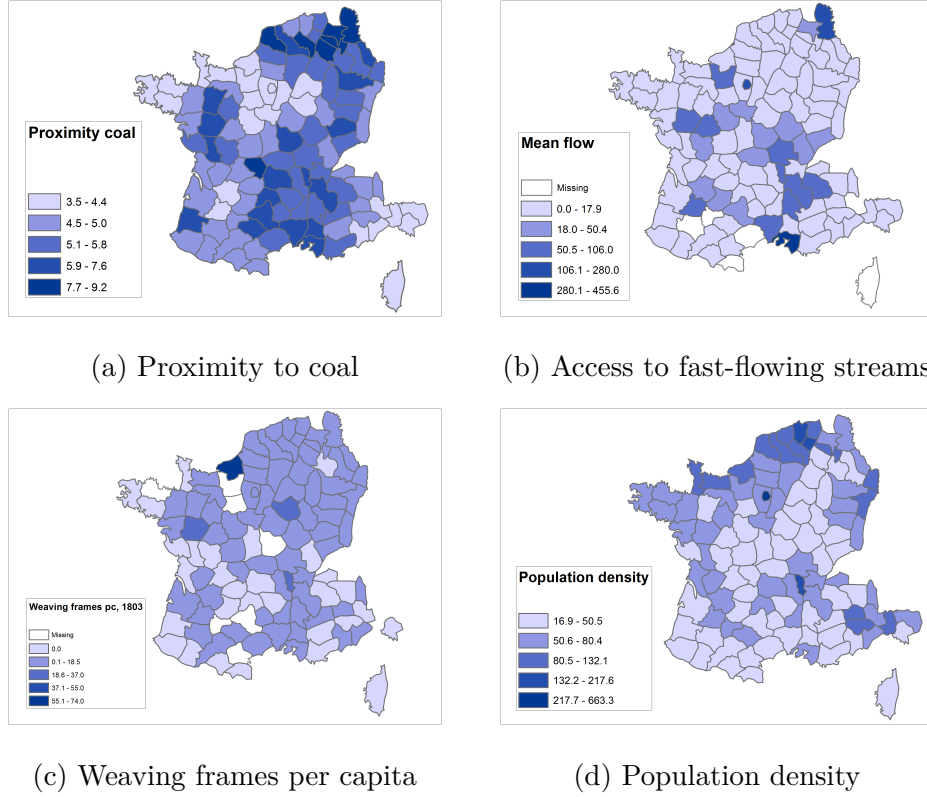 Proximity coal
3.5 - 4.4
4.5 - 5.0
5.1 - 5.8
5.9 - 7.6
7.7 - 9.2
(a) Proximity to coal
Mean flow
Missing
0.0 - 17.9
18.0 - 50.4
50.5 - 106.0
106.1 - 280.0
280.1 - 455.6
(b) Access to fast-flowing streams
Weaving frames pc, 1803
Missing
0.0
0.1 - 18.5
18.6 - 37.0
37.1 - 55.0
55.1 - 74.0
(c) Weaving frames per capita
Population density
16.9 - 50.5
50.6 - 80.4
80.5 - 132.1
132.2 - 217.6
217.7 - 663.3
(d) Population density